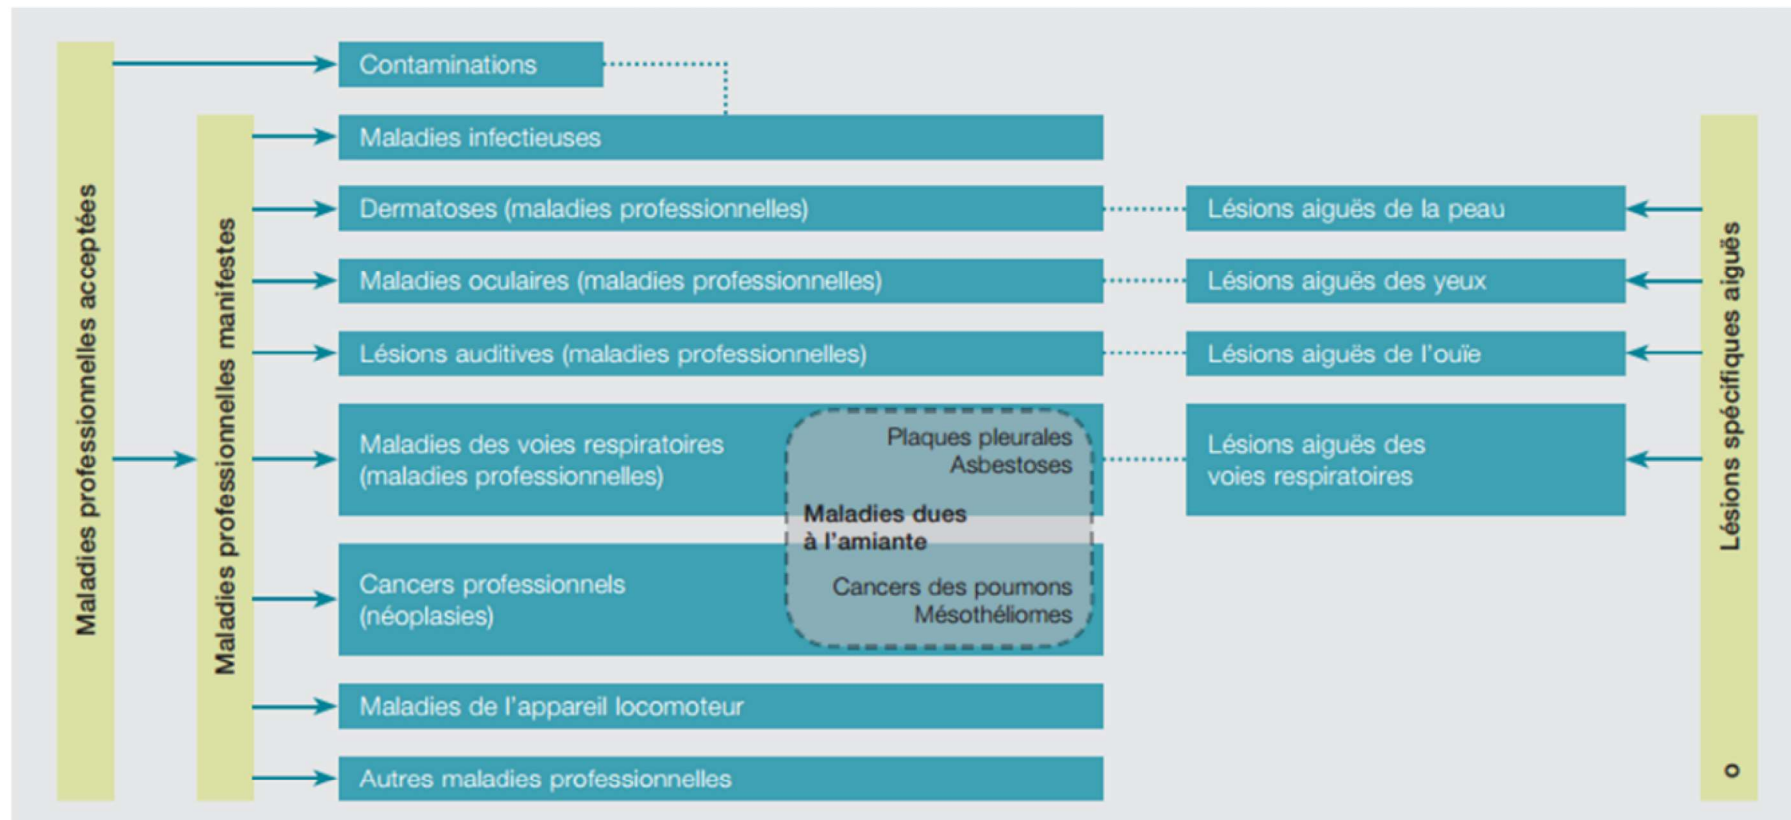 Maladies professionnelles acceptées
Maladies professionnelles manifestes
Contaminations
Maladies infectieuses
Dermatoses (maladies professionnelles)
Lésions aiguës de la peau
Maladies oculaires (maladies professionnelles)
Lésions aiguës des yeux
Lésions auditives (maladies professionnelles)
Lésions aiguës de l'ouïe
Maladies des voies respiratoires
(maladies professionnelles)
Plaques pleurales
Asbestoses
Lésions aiguës des
voies respiratoires
Maladies dues
à l'amiante
Cancers professionnels
(néoplasies)
Cancers des poumons
Mésothéliomes
Maladies de l'appareil locomoteur
Autres maladies professionnelles
Lésions spécifiques aiguës
o